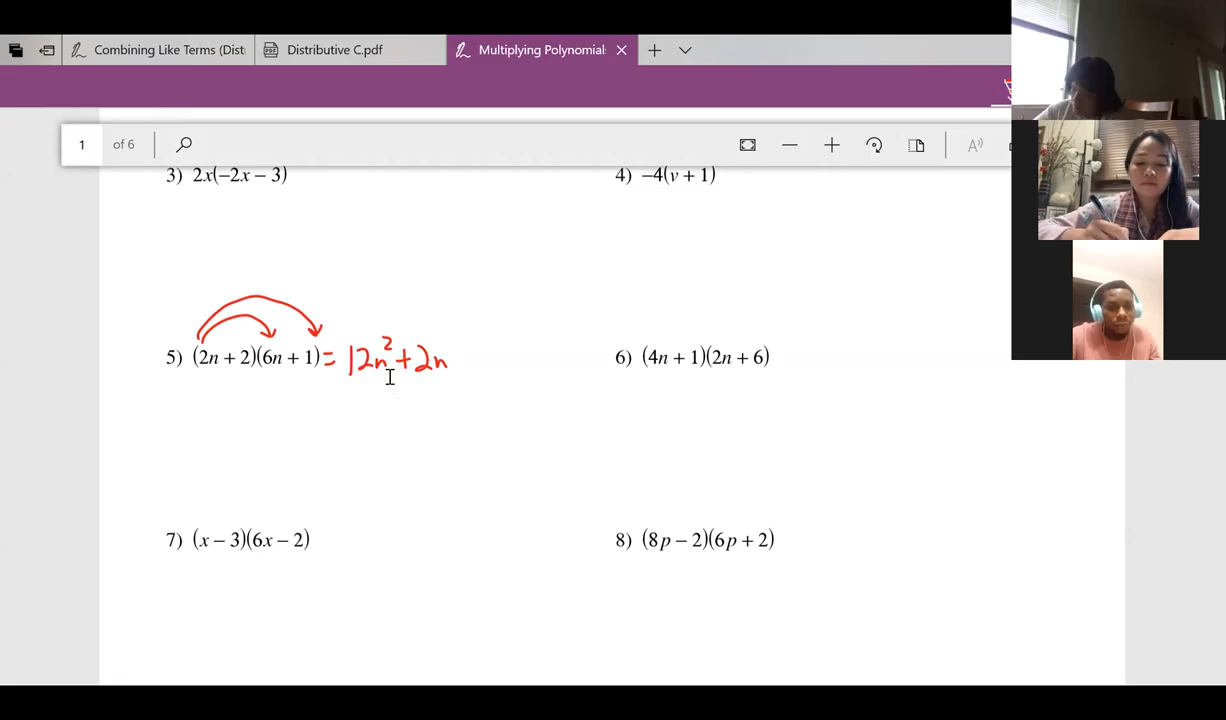 Combining Like Terms (Dist
Distributive C.pdf
Multiplying Polynomial
1 of 6
3) 2x(−2x − 3)
4) −4(v + 1)
5) (2n + 2)(6n + 1) = 12n² + 2n
6) (4n + 1)(2n + 6)
7) (x − 3)(6x − 2)
8) (8p − 2)(6p + 2)